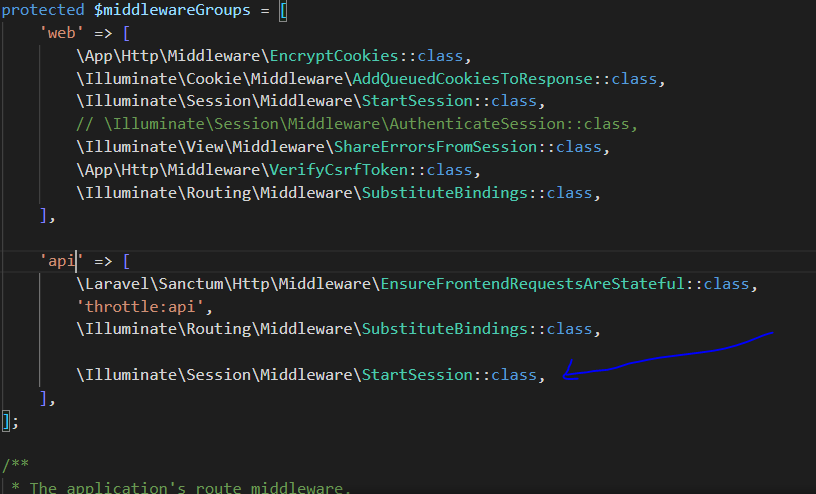 protected $middlewareGroups = [
'web' => [
\App\Http\Middleware\EncryptCookies::class,
\Illuminate\Cookie\Middleware\AddQueuedCookiesToResponse::class,
\Illuminate\Session\Middleware\StartSession::class,
// \Illuminate\Session\Middleware\AuthenticateSession::class,
\Illuminate\View\Middleware\ShareErrorsFromSession::class,
\App\Http\Middleware\VerifyCsrfToken::class,
\Illuminate\Routing\Middleware\SubstituteBindings::class,
],
'api' => [
\Laravel\Sanctum\Http\Middleware\EnsureFrontendRequestsAreStateful::class,
'throttle:api',
\Illuminate\Routing\Middleware\SubstituteBindings::class,
\Illuminate\Session\Middleware\StartSession::class,
],
];
/**
* The application's route middleware.